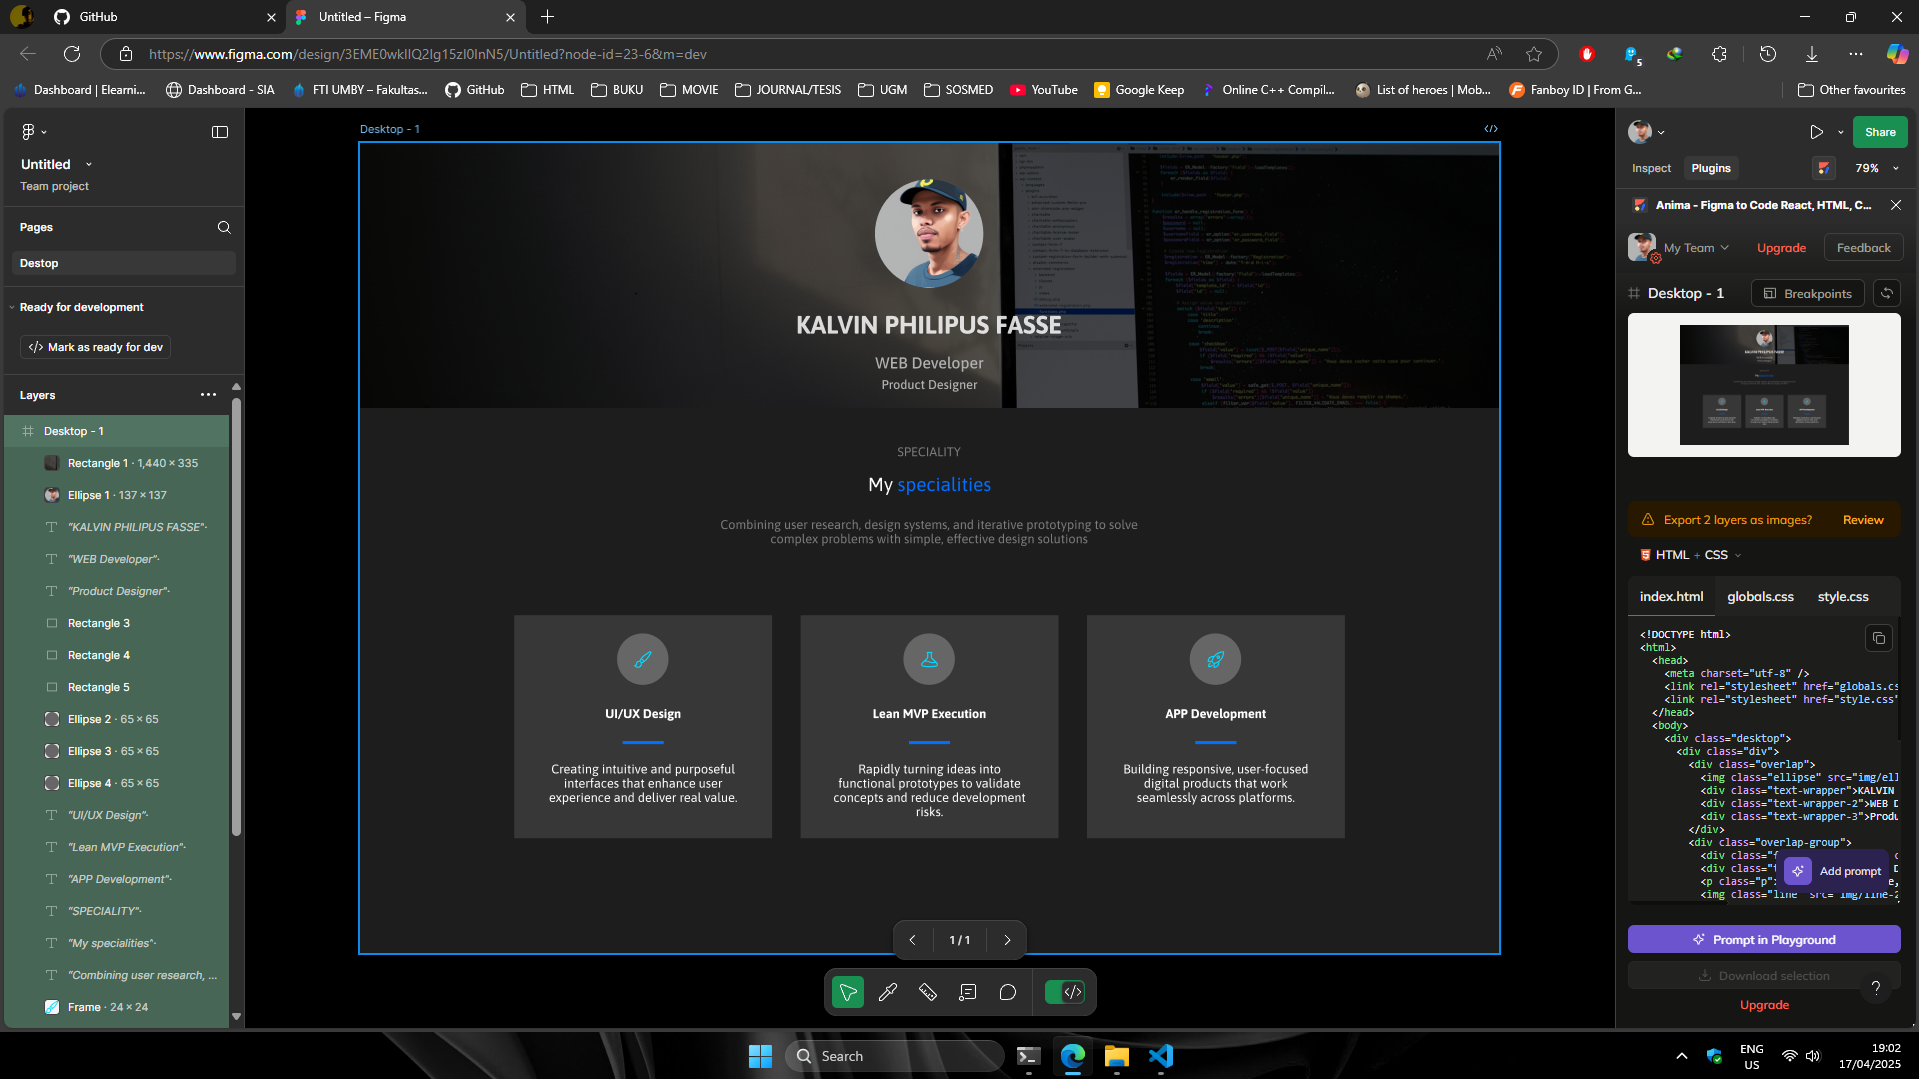 GitHub
Untitled – Figma
https://www.figma.com/design/3EME0wkIIQ2Ig15zI0InN5/Untitled?node-id=23-6&m=dev
5
Dashboard | Elearni...
Dashboard - SIA
FTI UMBY – Fakultas...
GitHub
HTML
BUKU
MOVIE
JOURNAL/TESIS
UGM
SOSMED
YouTube
Google Keep
Online C++ Compil...
List of heroes | Mob...
Fanboy ID | From G...
Other favourites
Untitled
Team project
Pages
Destop
Ready for development
Mark as ready for dev
Layers
Desktop - 1
Rectangle 1 · 1,440 × 335
Ellipse 1 · 137 × 137
"KALVIN PHILIPUS FASSE"·
"WEB Developer"·
"Product Designer"·
Rectangle 3
Rectangle 4
Rectangle 5
Ellipse 2 · 65 × 65
Ellipse 3 · 65 × 65
Ellipse 4 · 65 × 65
"UI/UX Design"·
"Lean MVP Execution"·
"APP Development"·
"SPECIALITY"·
"My specialities"·
"Combining user research, ...
Frame · 24 × 24
Desktop - 1
KALVIN PHILIPUS FASSE
WEB Developer
Product Designer
SPECIALITY
My specialities
Combining user research, design systems, and iterative prototyping to solve
complex problems with simple, effective design solutions
UI/UX Design
Creating intuitive and purposeful
interfaces that enhance user
experience and deliver real value.
Lean MVP Execution
Rapidly turning ideas into
functional prototypes to validate
concepts and reduce development
risks.
APP Development
Building responsive, user-focused
digital products that work
seamlessly across platforms.
1 / 1
Share
Inspect
Plugins
79%
Anima - Figma to Code React, HTML, C...
My Team
Upgrade
Feedback
Desktop - 1
Breakpoints
Export 2 layers as images?
Review
HTML + CSS
index.html
globals.css
style.css
<!DOCTYPE html>
<html>
<head>
<meta charset="utf-8" />
<link rel="stylesheet" href="globals.cs
<link rel="stylesheet" href="style.css"
</head>
<body>
<div class="desktop">
<div class="div">
<div class="overlap">
<img class="ellipse" src="img/ell
<div class="text-wrapper">KALVIN
<div class="text-wrapper-2">WEB D
<div class="text-wrapper-3">Produ
</div>
<div class="overlap-group">
<div class="f
<div class="
<p class="p"
<img class="line" src="img/line-2
Add prompt
Prompt in Playground
Download selection
Upgrade
?
Search
ENG
US
19:02
17/04/2025